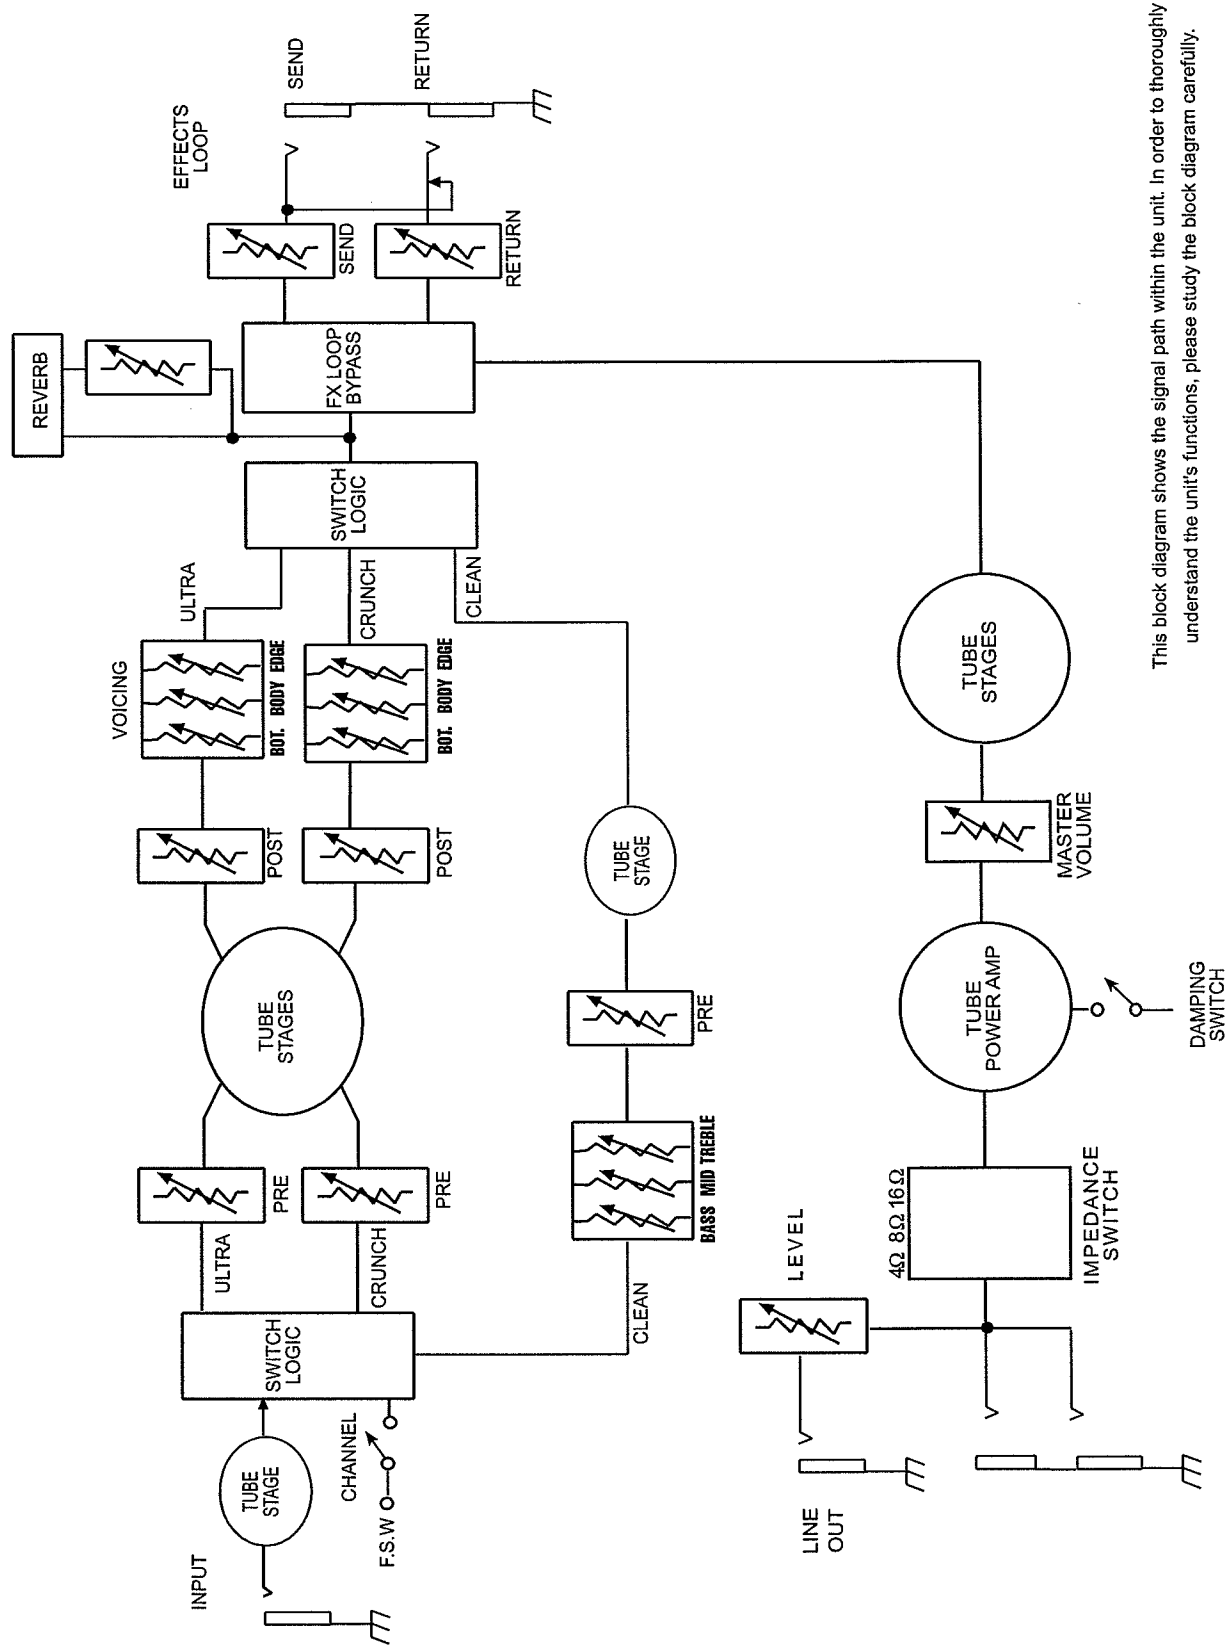 INPUT
TUBE
STAGE
CHANNEL
F.S.W
SWITCH
LOGIC
ULTRA
CRUNCH
CLEAN
PRE
PRE
TUBE
STAGES
POST
POST
VOICING
BOT. BODY EDGE
BOT. BODY EDGE
ULTRA
CRUNCH
CLEAN
SWITCH
LOGIC
REVERB
FX LOOP
BYPASS
SEND
RETURN
EFFECTS
LOOP
SEND
RETURN
BASS MID TREBLE
PRE
TUBE
STAGE
LINE
OUT
LEVEL
4Ω 8Ω 16Ω
IMPEDANCE
SWITCH
TUBE
POWER AMP
DAMPING
SWITCH
MASTER
VOLUME
TUBE
STAGES
This block diagram shows the signal path within the unit. In order to thoroughly
understand the unit's functions, please study the block diagram carefully.